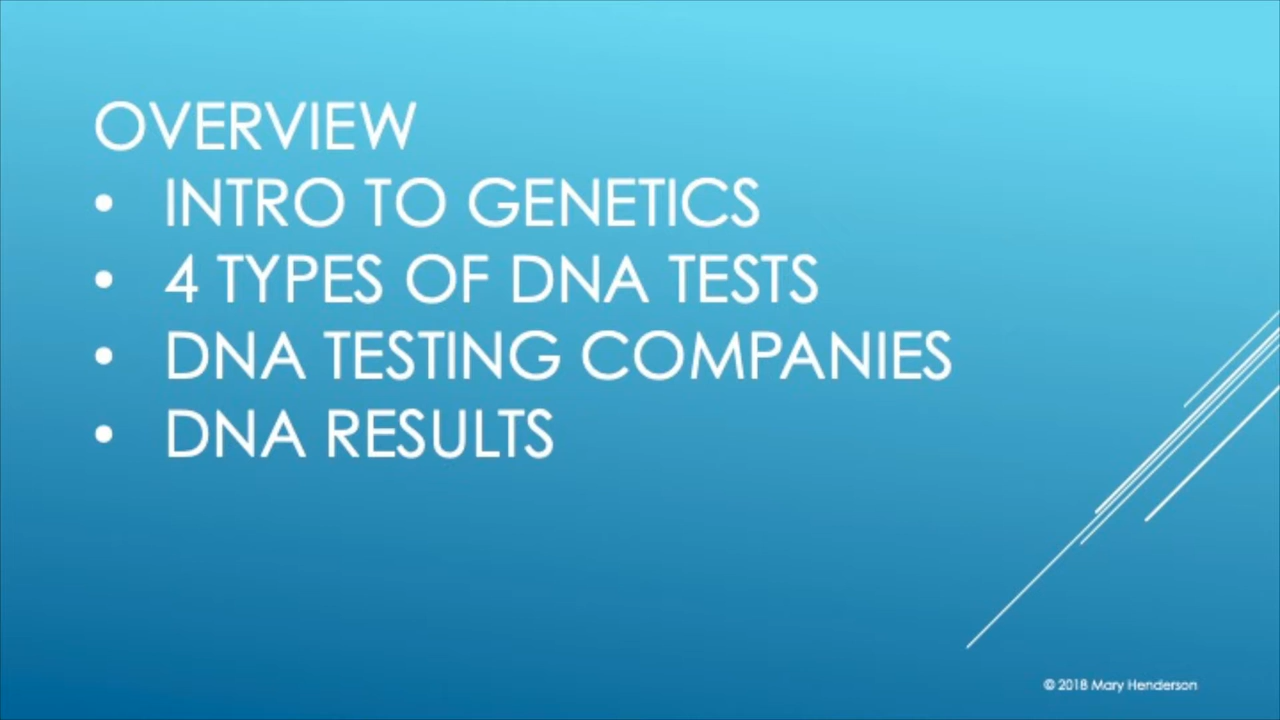 OVERVIEW
• INTRO TO GENETICS
• 4 TYPES OF DNA TESTS
• DNA TESTING COMPANIES
• DNA RESULTS
© 2018 Mary Henderson